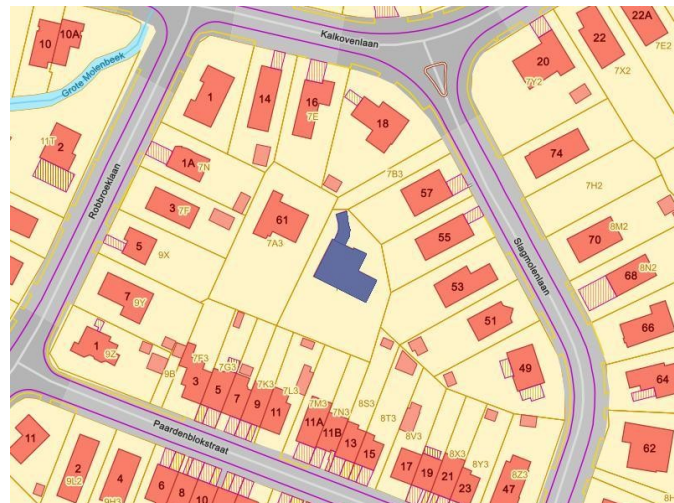 10
10A
Kalkovenlaan
22A
7E2
22
7X2
20
7Y2
Grote Molenbeek
1
14
16
7E
18
2
11T
Robbroeklaan
1A
7N
74
7B3
57
7H2
3
7F
61
7A3
55
Slagmolenlaan
70
8M2
5
9X
53
68
8N2
7
9Y
51
66
1
9Z
9B
7F3
3
7G3
5
7
7K3
9
7L3
11
49
64
7M3
11A
7N3
11B
13
8S3
15
8T3
8V3
Paardenblokstraat
11
2
9L2
4
9H3
6
8
10
17
19
8X3
21
8Y3
23
8Z3
47
62
8H